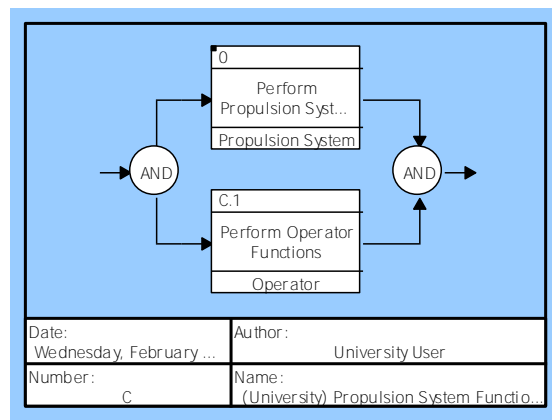 0
Perform
Propulsion Syst...
Propulsion System
AND
AND
C.1
Perform Operator
Functions
Operator
Date:
Wednesday, February ...
Author:
University User
Number:
C
Name:
(University) Propulsion System Functio...